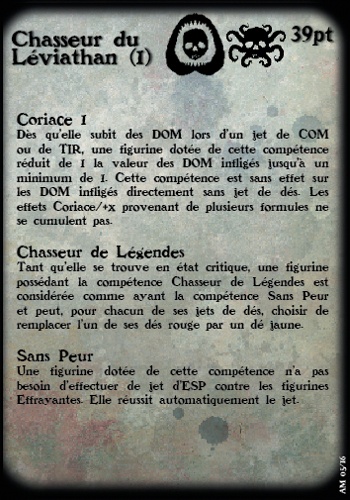 Chasseur du
Léviathan (1)
39pt
Coriace 1
Dès qu'elle subit des DOM lors d'un jet de COM
ou de TIR, une figurine dotée de cette compétence
réduit de 1 la valeur des DOM infligés jusqu'à un
minimum de 1. Cette compétence est sans effet sur
les DOM infligés directement sans jet de dés. Les
effets Coriace/+x provenant de plusieurs formules ne
se cumulent pas.
Chasseur de Légendes
Tant qu'elle se trouve en état critique, une figurine
possédant la compétence Chasseur de Légendes est
considérée comme ayant la compétence Sans Peur
et peut, pour chacun de ses jets de dés, choisir de
remplacer l'un de ses dés rouge par un dé jaune.
Sans Peur
Une figurine dotée de cette compétence n'a pas
besoin d'effectuer de jet d'ESP contre les figurines
Effrayantes. Elle réussit automatiquement le jet.
AM 05/16